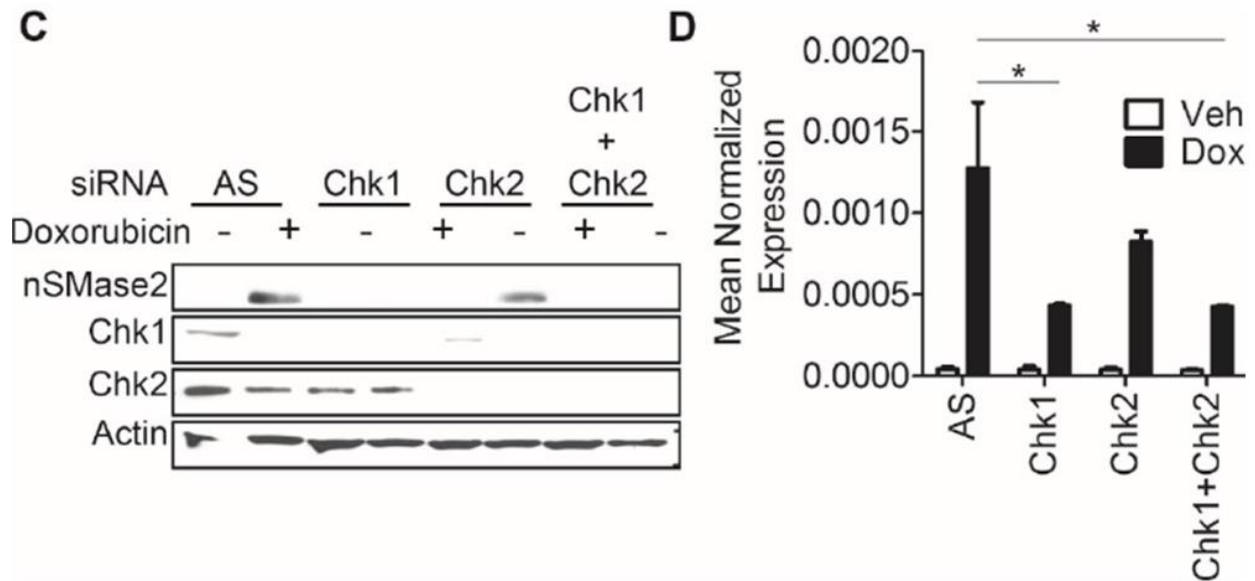 C
Chk1
+
siRNA AS Chk1 Chk2 Chk2
Doxorubicin - + - + - + -
nSMase2
Chk1
Chk2
Actin
D
Mean Normalized
Expression
0.0020
0.0015
0.0010
0.0005
0.0000
*
*
Veh
Dox
AS
Chk1
Chk2
Chk1+Chk2